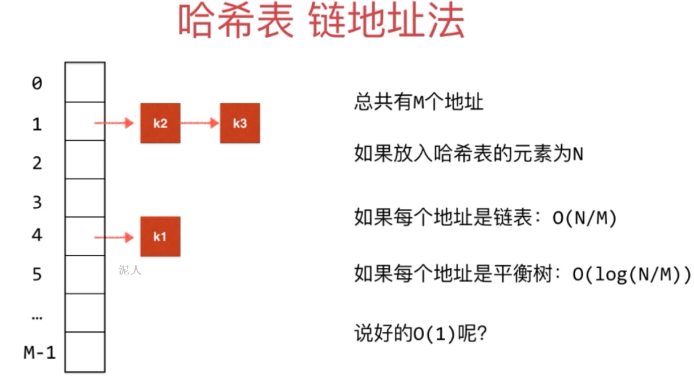 哈希表 链地址法
0
1
2
3
4
5
…
M-1
k2
k3
k1
泥人
总共有M个地址
如果放入哈希表的元素为N
如果每个地址是链表：O(N/M)
如果每个地址是平衡树：O(log(N/M))
说好的O(1)呢？